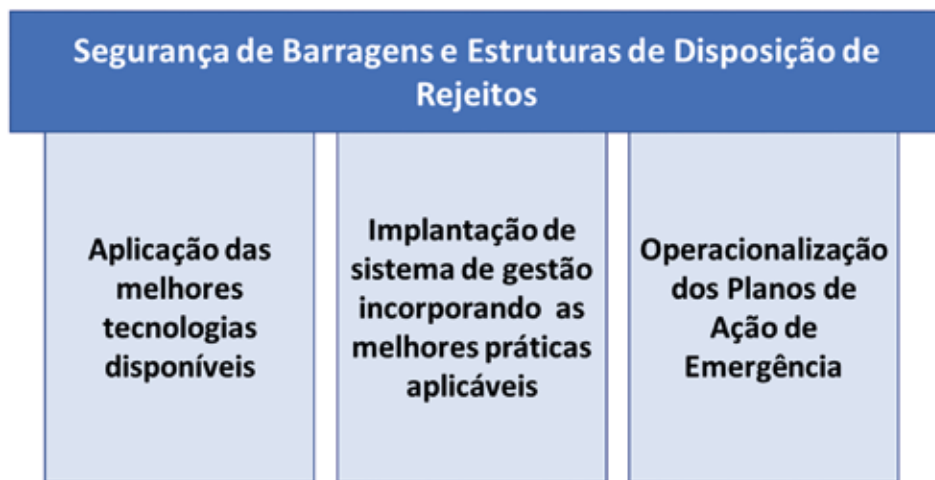 Segurança de Barragens e Estruturas de Disposição de
Rejeitos
Aplicação das
melhores
tecnologias
disponíveis
Implantação de
sistema de gestão
incorporando as
melhores práticas
aplicáveis
Operacionalização
dos Planos de
Ação de
Emergência